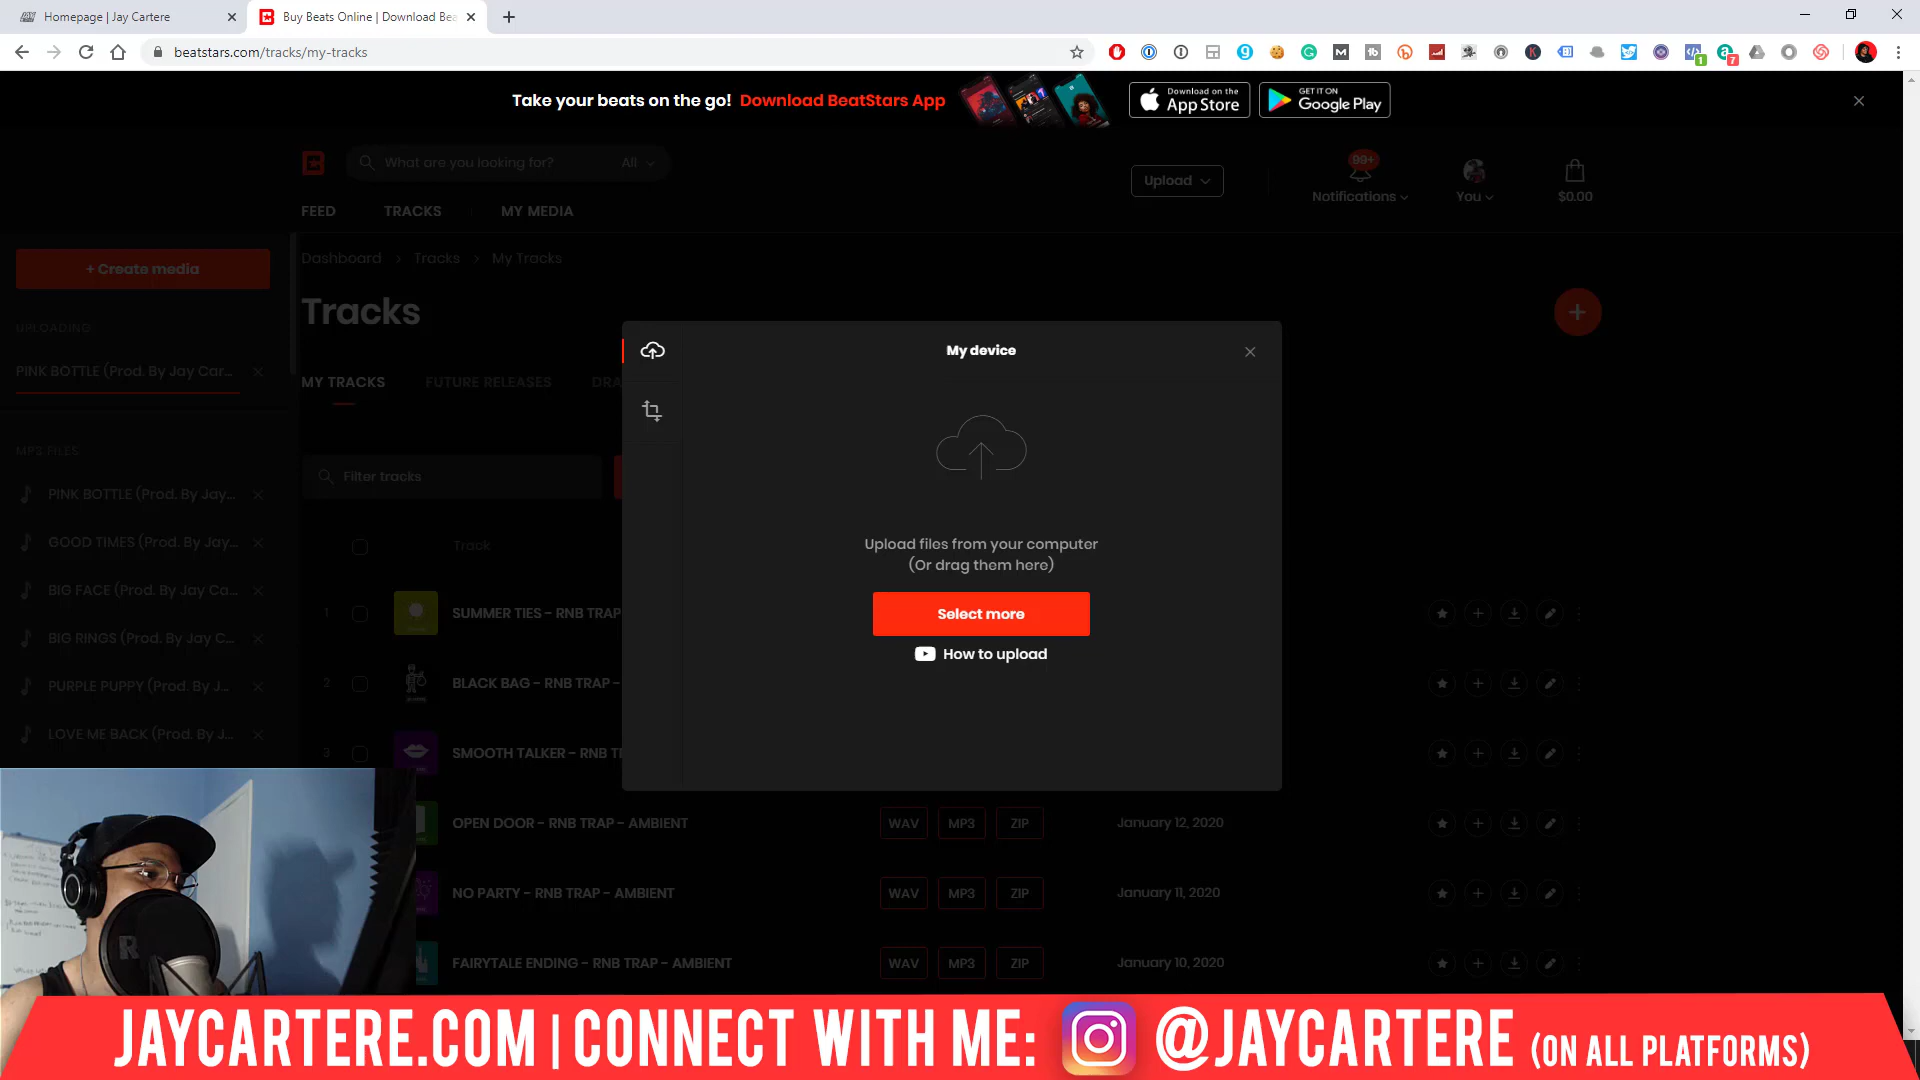 Homepage | Jay Cartere
Buy Beats Online | Download Bea
beatstars.com/tracks/my-tracks
1
7
Take your beats on the go! Download BeatStars App
Download on the
App Store
GET IT ON
Google Play
What are you looking for?
All
Upload
99+
Notifications
You
$0.00
FEED
TRACKS
MY MEDIA
+ Create media
Dashboard > Tracks > My Tracks
UPLOADING
Tracks
PINK BOTTLE (Prod. By Jay Car...
MY TRACKS
FUTURE RELEASES
DRA
MP3 FILES
Filter tracks
PINK BOTTLE (Prod. By Jay...
GOOD TIMES (Prod. By Jay...
BIG FACE (Prod. By Jay Ca...
BIG RINGS (Prod. By Jay C...
PURPLE PUPPY (Prod. By J...
LOVE ME BACK (Prod. By J...
My device
Upload files from your computer
(Or drag them here)
Select more
How to upload
Track
1 SUMMER TIES - RNB TRAP
2 BLACK BAG - RNB TRAP -
3 SMOOTH TALKER - RNB T
OPEN DOOR - RNB TRAP - AMBIENT WAV MP3 ZIP January 12, 2020
NO PARTY - RNB TRAP - AMBIENT WAV MP3 ZIP January 11, 2020
FAIRYTALE ENDING - RNB TRAP - AMBIENT WAV MP3 ZIP January 10, 2020
JAYCARTERE.COM | CONNECT WITH ME: @JAYCARTERE (ON ALL PLATFORMS)